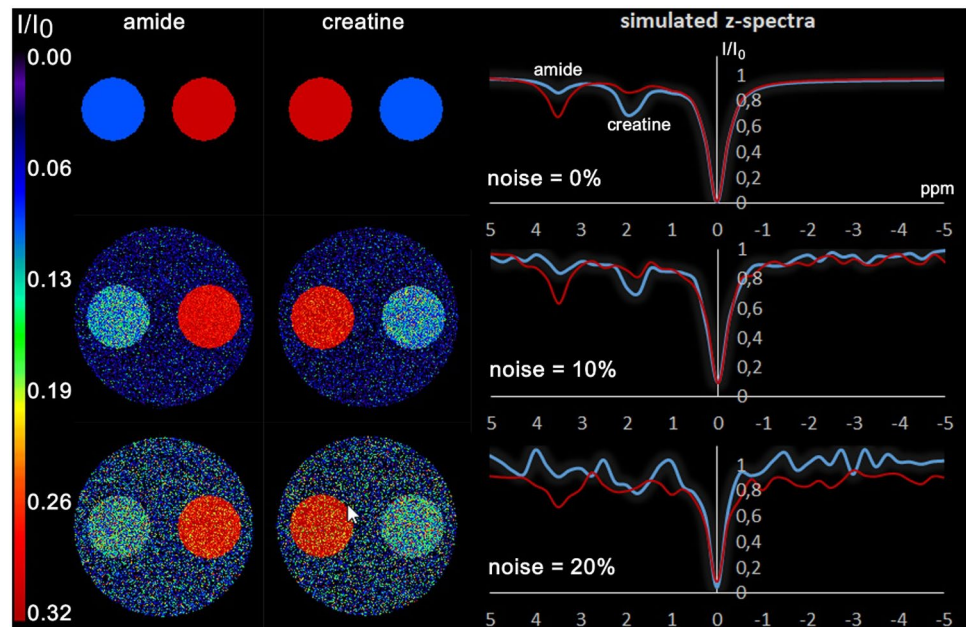 I/I0
amide
creatine
simulated z-spectra
0.00
0.06
0.13
0.19
0.26
0.32
I/I0
amide
creatine
noise = 0%
ppm
1
0,8
0,6
0,4
0,2
0
5 4 3 2 1 0 -1 -2 -3 -4 -5
noise = 10%
1
0,8
0,6
0,4
0,2
0
5 4 3 2 1 0 -1 -2 -3 -4 -5
noise = 20%
1
0,8
0,6
0,4
0,2
0
5 4 3 2 1 0 -1 -2 -3 -4 -5